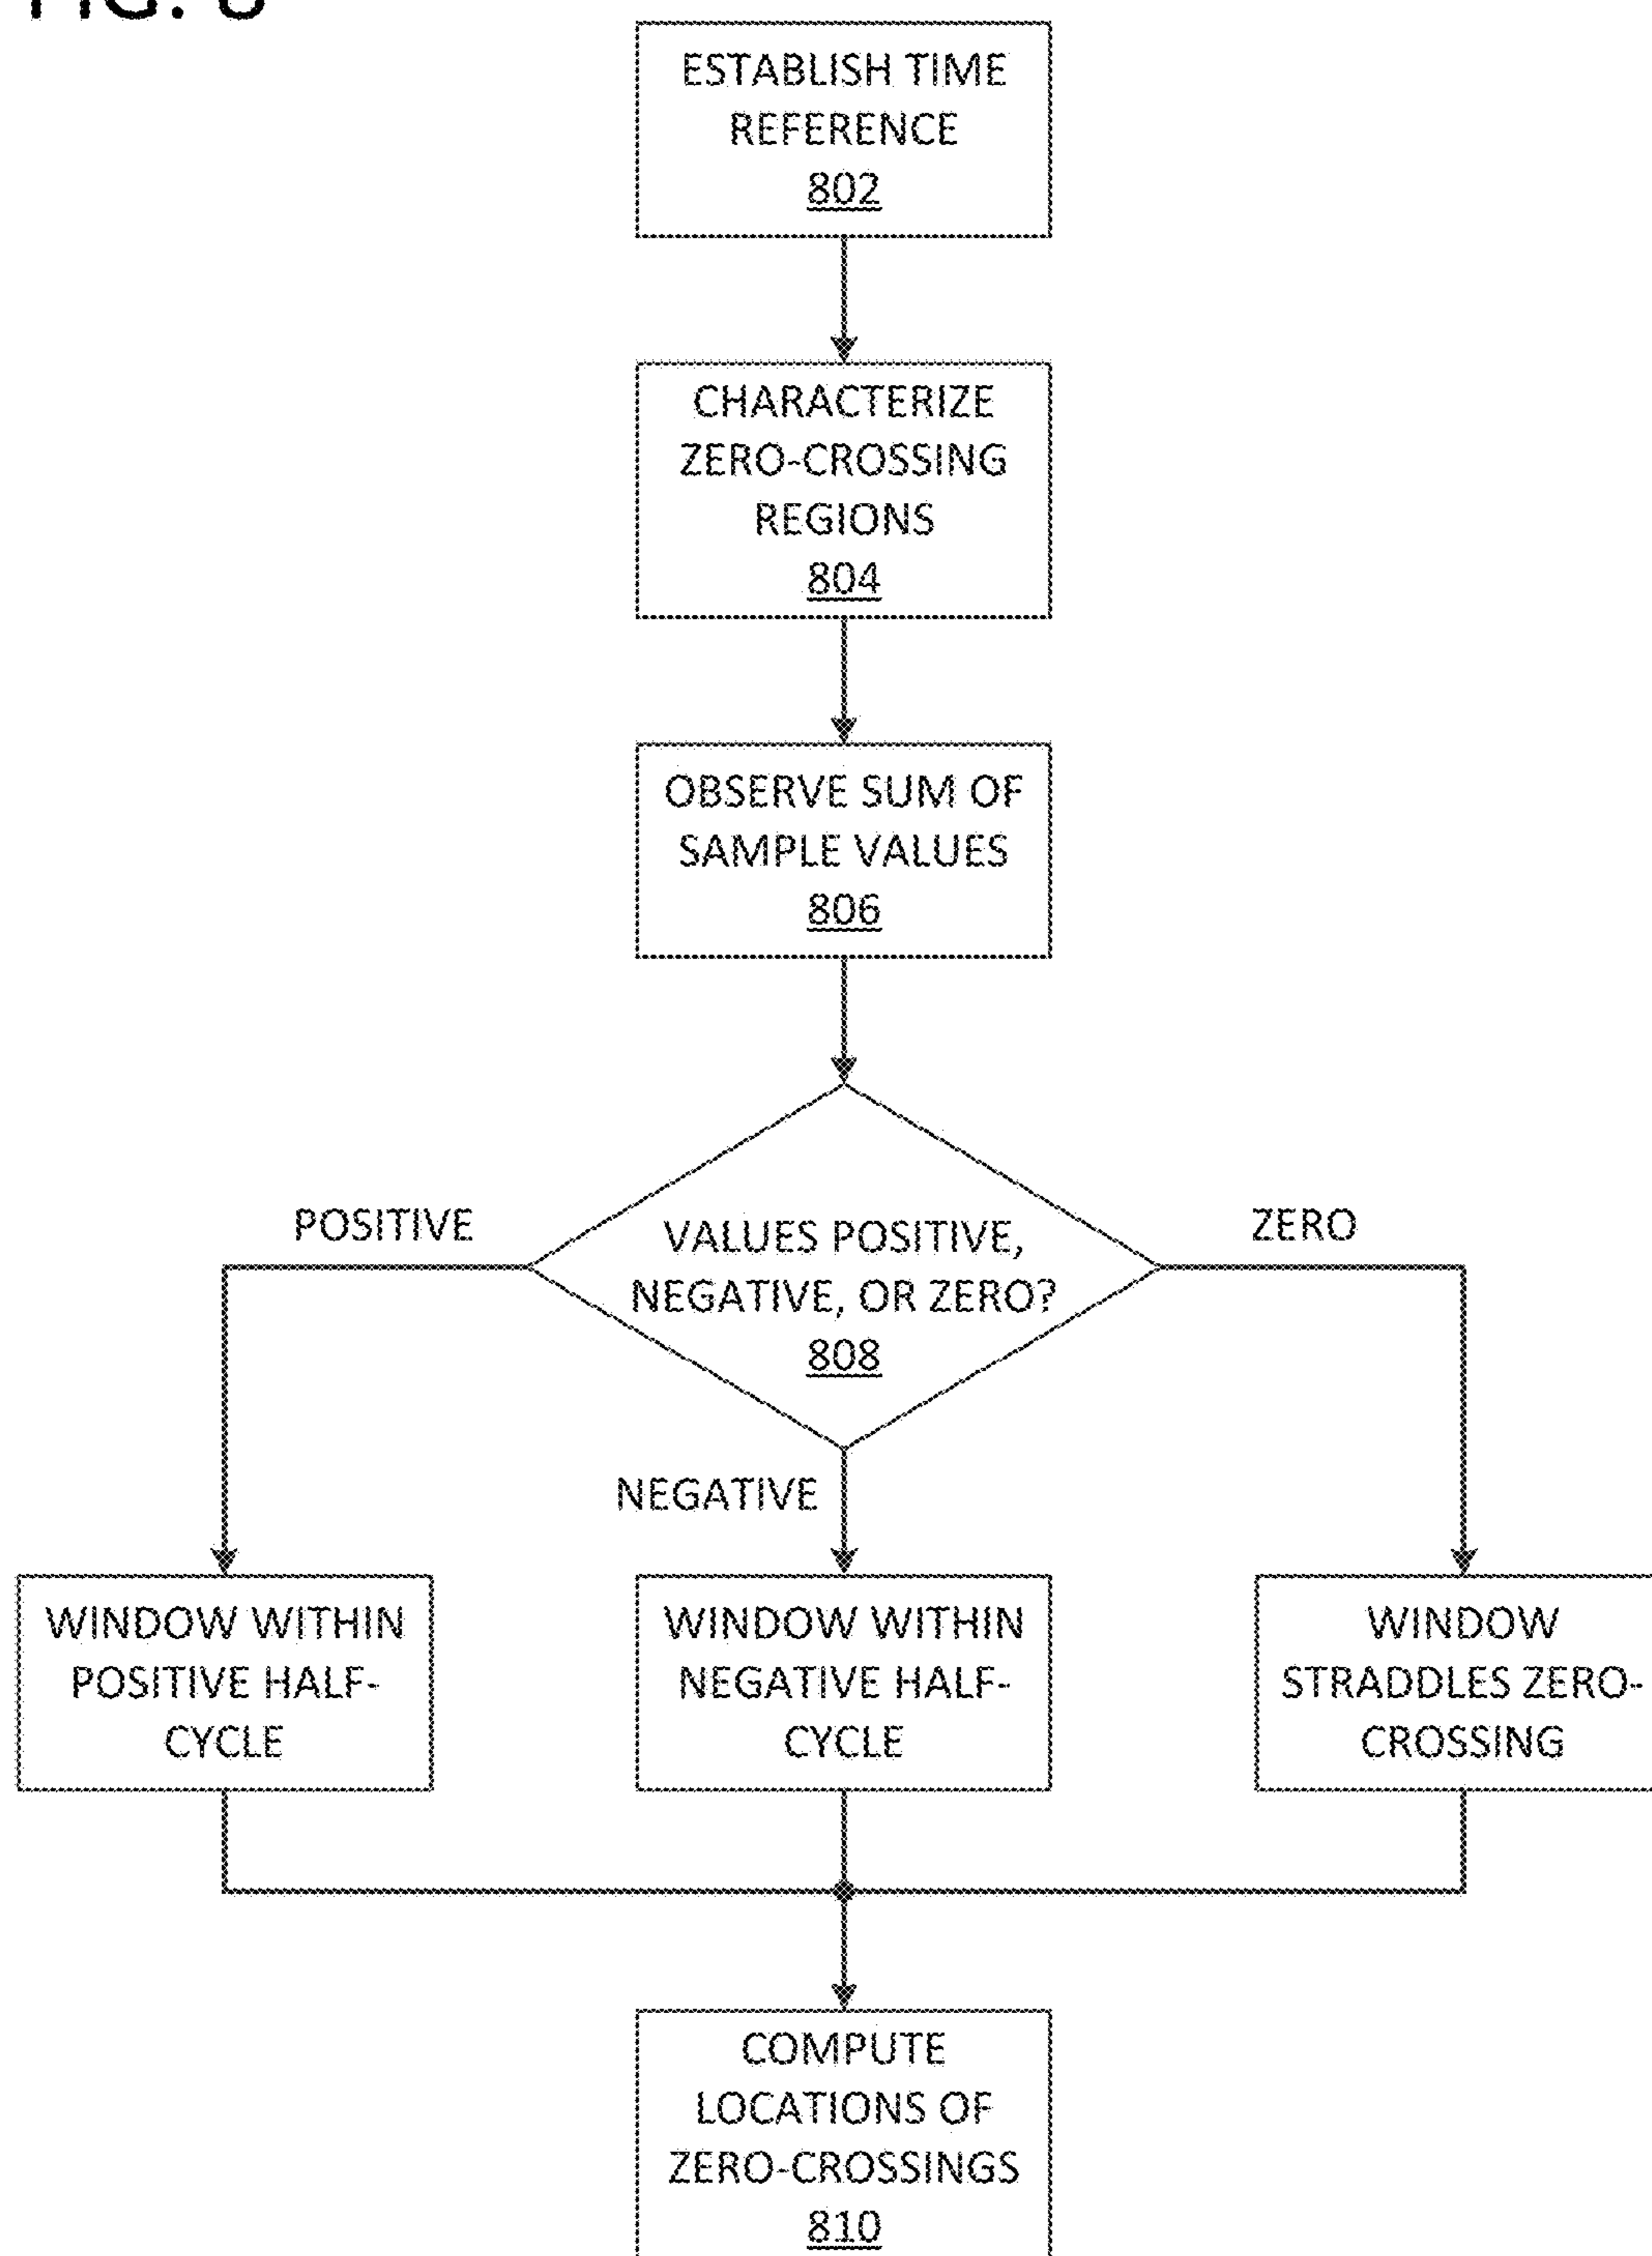 FIG. 8
ESTABLISH TIME
REFERENCE
802
CHARACTERIZE
ZERO-CROSSING
REGIONS
804
OBSERVE SUM OF
SAMPLE VALUES
806
POSITIVE
ZERO
VALUES POSITIVE,
NEGATIVE, OR ZERO?
808
NEGATIVE
WINDOW WITHIN
POSITIVE HALF-
CYCLE
WINDOW WITHIN
NEGATIVE HALF-
CYCLE
WINDOW
STRADDLES ZERO-
CROSSING
COMPUTE
LOCATIONS OF
ZERO-CROSSINGS
810